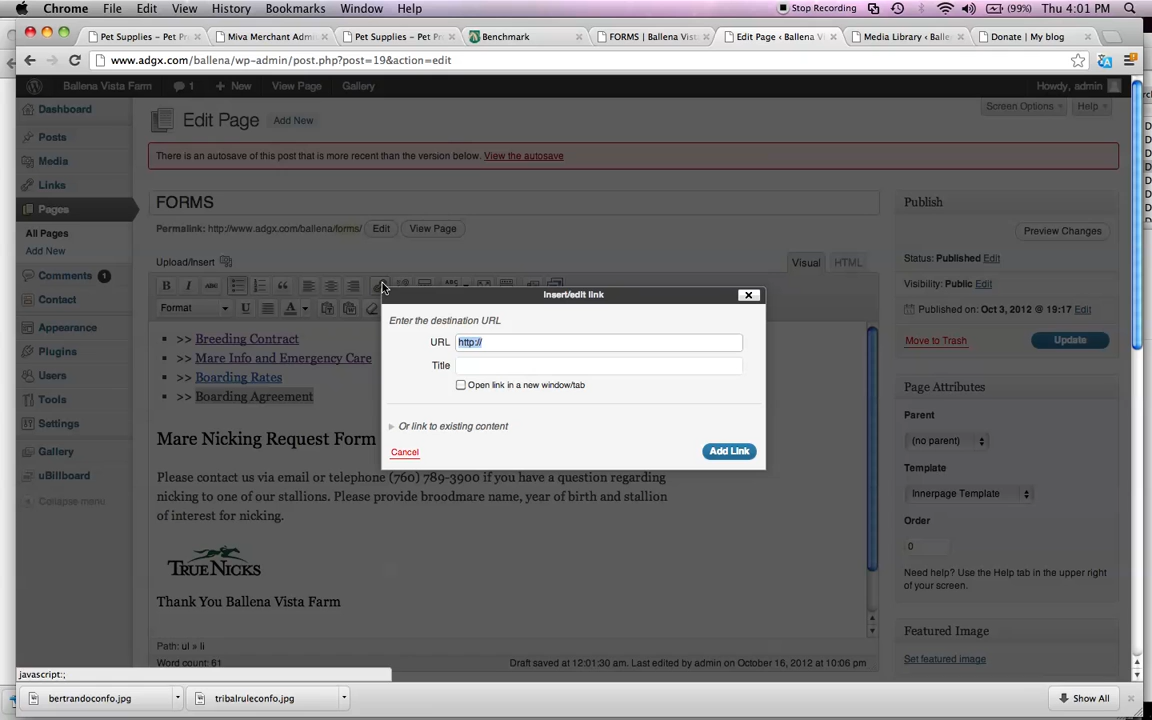 Chrome File Edit View History Bookmarks Window Help Stop Recording (99%) Thu 4:01 PM
Pet Supplies – Pet Pr × Miva Merchant Admi × Pet Supplies – Pet Pr × Benchmark × FORMS | Ballena Vist × Edit Page ‹ Ballena Vi × Media Library ‹ Balle × Donate | My blog ×
www.adgx.com/ballena/wp-admin/post.php?post=19&action=edit
Ballena Vista Farm 1 + New View Page Gallery Howdy, admin
Dashboard
Posts
Media
Links
Pages
All Pages
Add New
Comments 1
Contact
Appearance
Plugins
Users
Tools
Settings
Gallery
uBillboard
Collapse menu
Screen Options Help
Edit Page Add New
There is an autosave of this post that is more recent than the version below. View the autosave
FORMS
Permalink: http://www.adgx.com/ballena/forms/ Edit View Page
Upload/Insert Visual HTML
B I ABC
Format U A
>> Breeding Contract
>> Mare Info and Emergency Care
>> Boarding Rates
>> Boarding Agreement
Mare Nicking Request Form
Please contact us via email or telephone (760) 789-3900 if you have a question regarding
nicking to one of our stallions. Please provide broodmare name, year of birth and stallion
of interest for nicking.
TRUENICKS
Thank You Ballena Vista Farm
Path: ul » li
Word count: 61 Draft saved at 12:01:30 am. Last edited by admin on October 16, 2012 at 10:06 pm
Insert/edit link
Enter the destination URL
URL http://
Title
Open link in a new window/tab
Or link to existing content
Cancel Add Link
Publish
Preview Changes
Status: Published Edit
Visibility: Public Edit
Published on: Oct 3, 2012 @ 19:17 Edit
Move to Trash Update
Page Attributes
Parent
(no parent)
Template
Innerpage Template
Order
0
Need help? Use the Help tab in the upper right
of your screen.
Featured Image
Set featured image
javascript:;
bertrandoconfo.jpg tribalruleconfo.jpg Show All